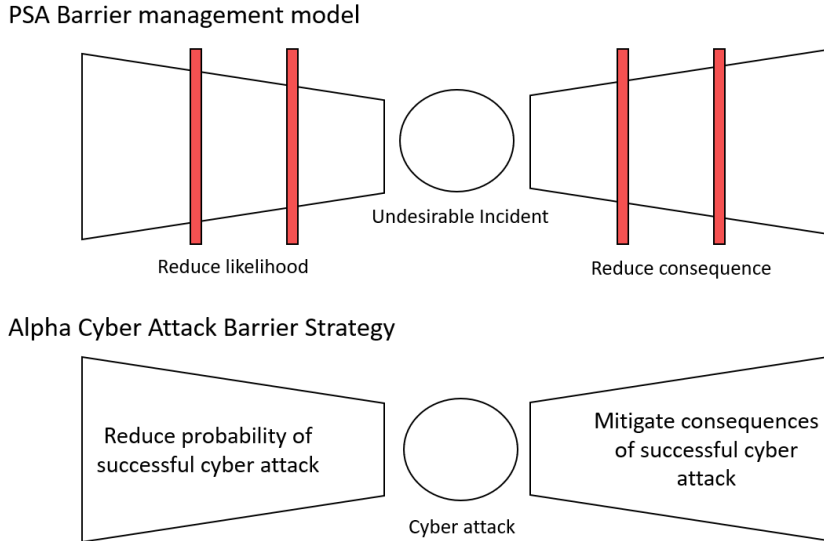 PSA Barrier management model
Undesirable Incident
Reduce likelihood
Reduce consequence
Alpha Cyber Attack Barrier Strategy
Reduce probability of
successful cyber attack
Mitigate consequences
of successful cyber
attack
Cyber attack